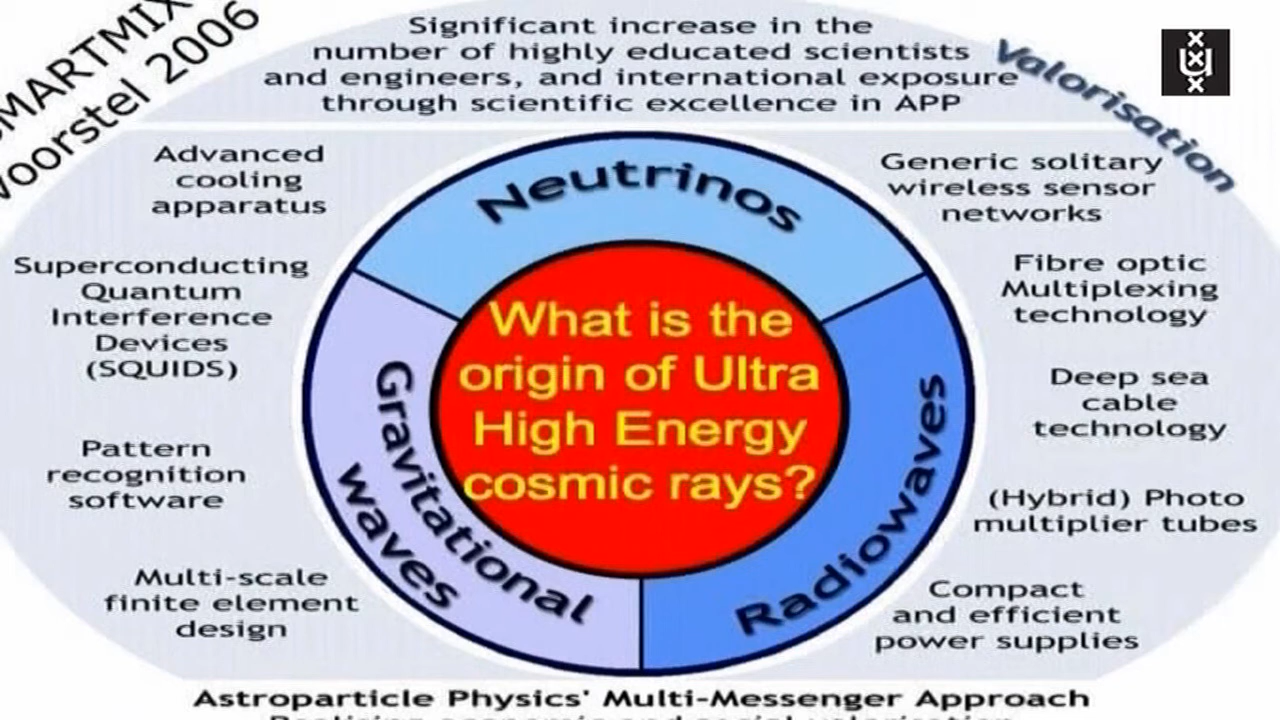 SMARTMIX
voorstel 2006
Significant increase in the
number of highly educated scientists
and engineers, and international exposure
through scientific excellence in APP
Valorisation
Advanced
cooling
apparatus
Superconducting
Quantum
Interference
Devices
(SQUIDS)
Pattern
recognition
software
Multi-scale
finite element
design
Neutrinos
Gravitational
waves
Radiowaves
What is the
origin of Ultra
High Energy
cosmic rays?
Generic solitary
wireless sensor
networks
Fibre optic
Multiplexing
technology
Deep sea
cable
technology
(Hybrid) Photo
multiplier tubes
Compact
and efficient
power supplies
Astroparticle Physics' Multi-Messenger Approach